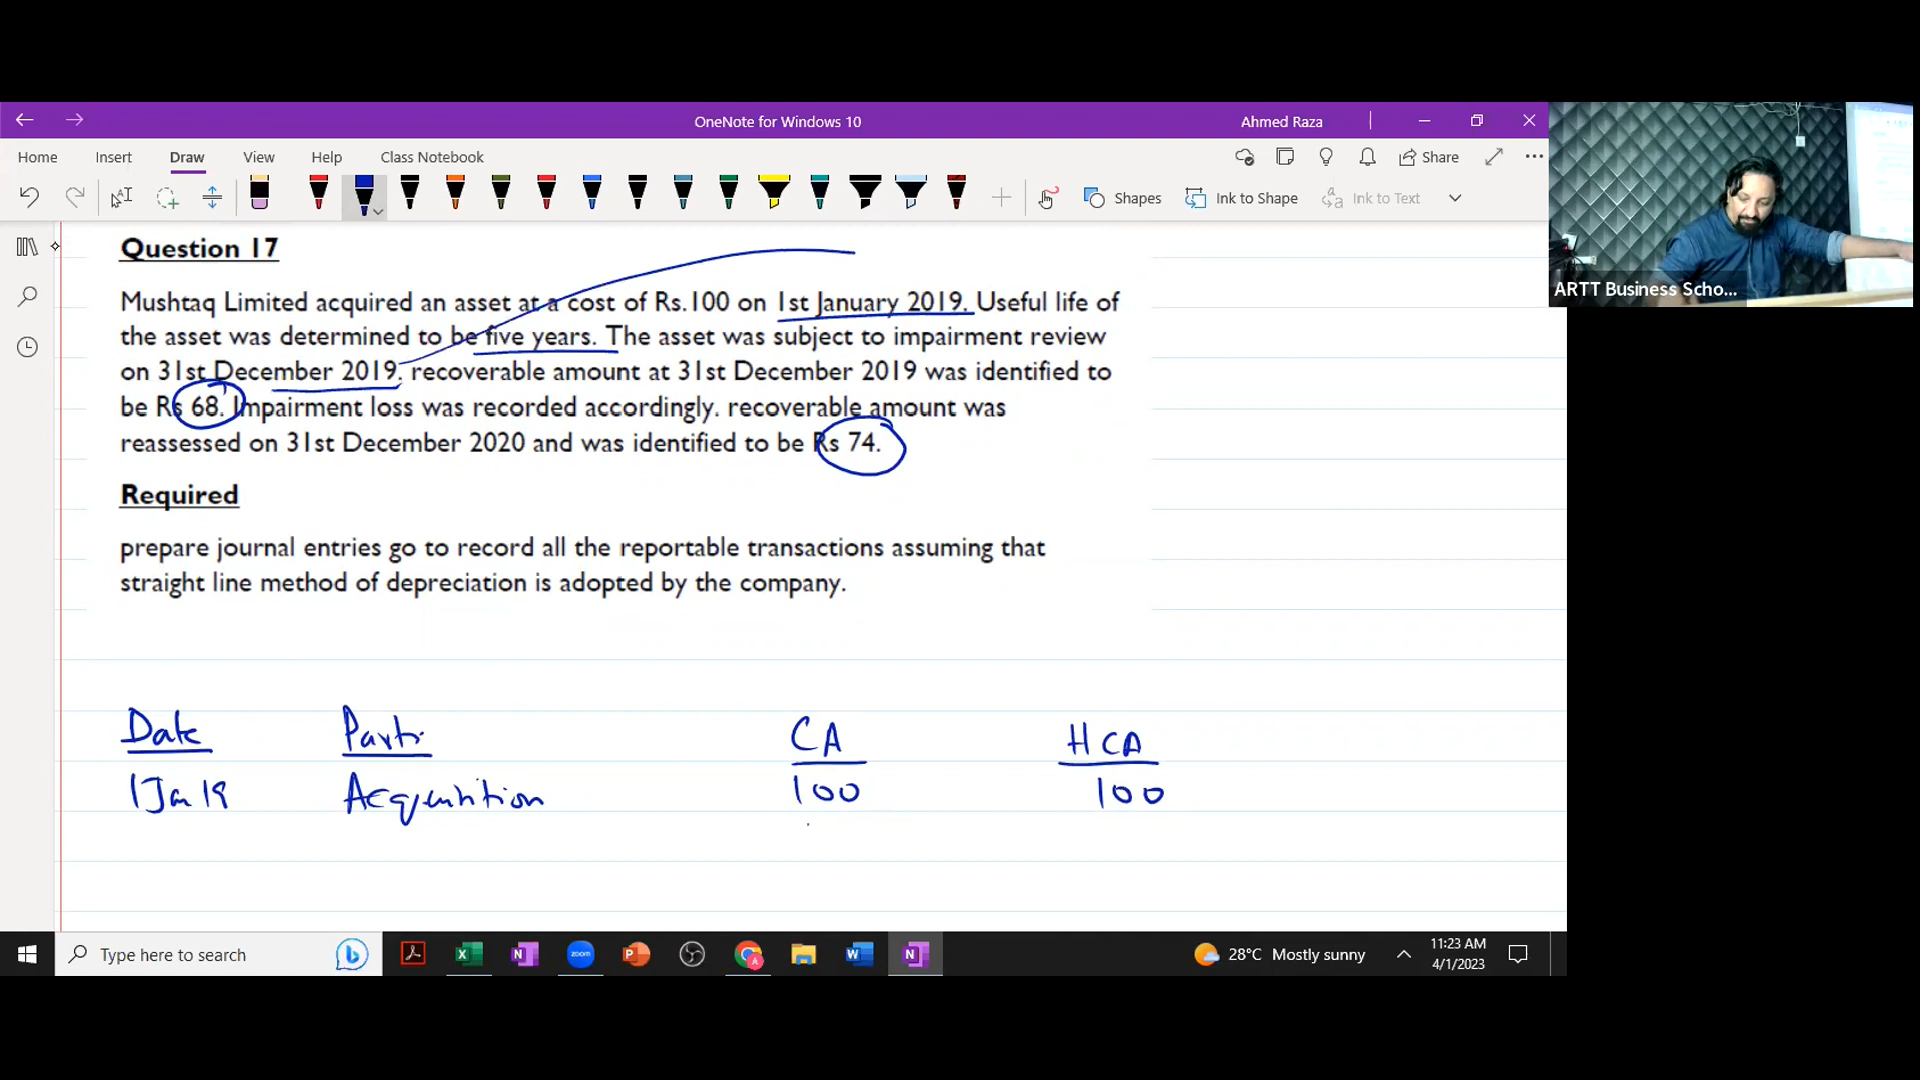 OneNote for Windows 10
Ahmed Raza
Home Insert Draw View Help Class Notebook
Share
Shapes
Ink to Shape
Ink to Text
Question 17
Mushtaq Limited acquired an asset at a cost of Rs.100 on 1st January 2019. Useful life of
the asset was determined to be five years. The asset was subject to impairment review
on 31st December 2019. recoverable amount at 31st December 2019 was identified to
be Rs 68. Impairment loss was recorded accordingly. recoverable amount was
reassessed on 31st December 2020 and was identified to be Rs 74.
Required
prepare journal entries go to record all the reportable transactions assuming that
straight line method of depreciation is adopted by the company.
Date Parti CA HCA
1 Jan 19 Acquisition 100 100
ARTT Business Scho...
Type here to search
28°C Mostly sunny
11:23 AM
4/1/2023